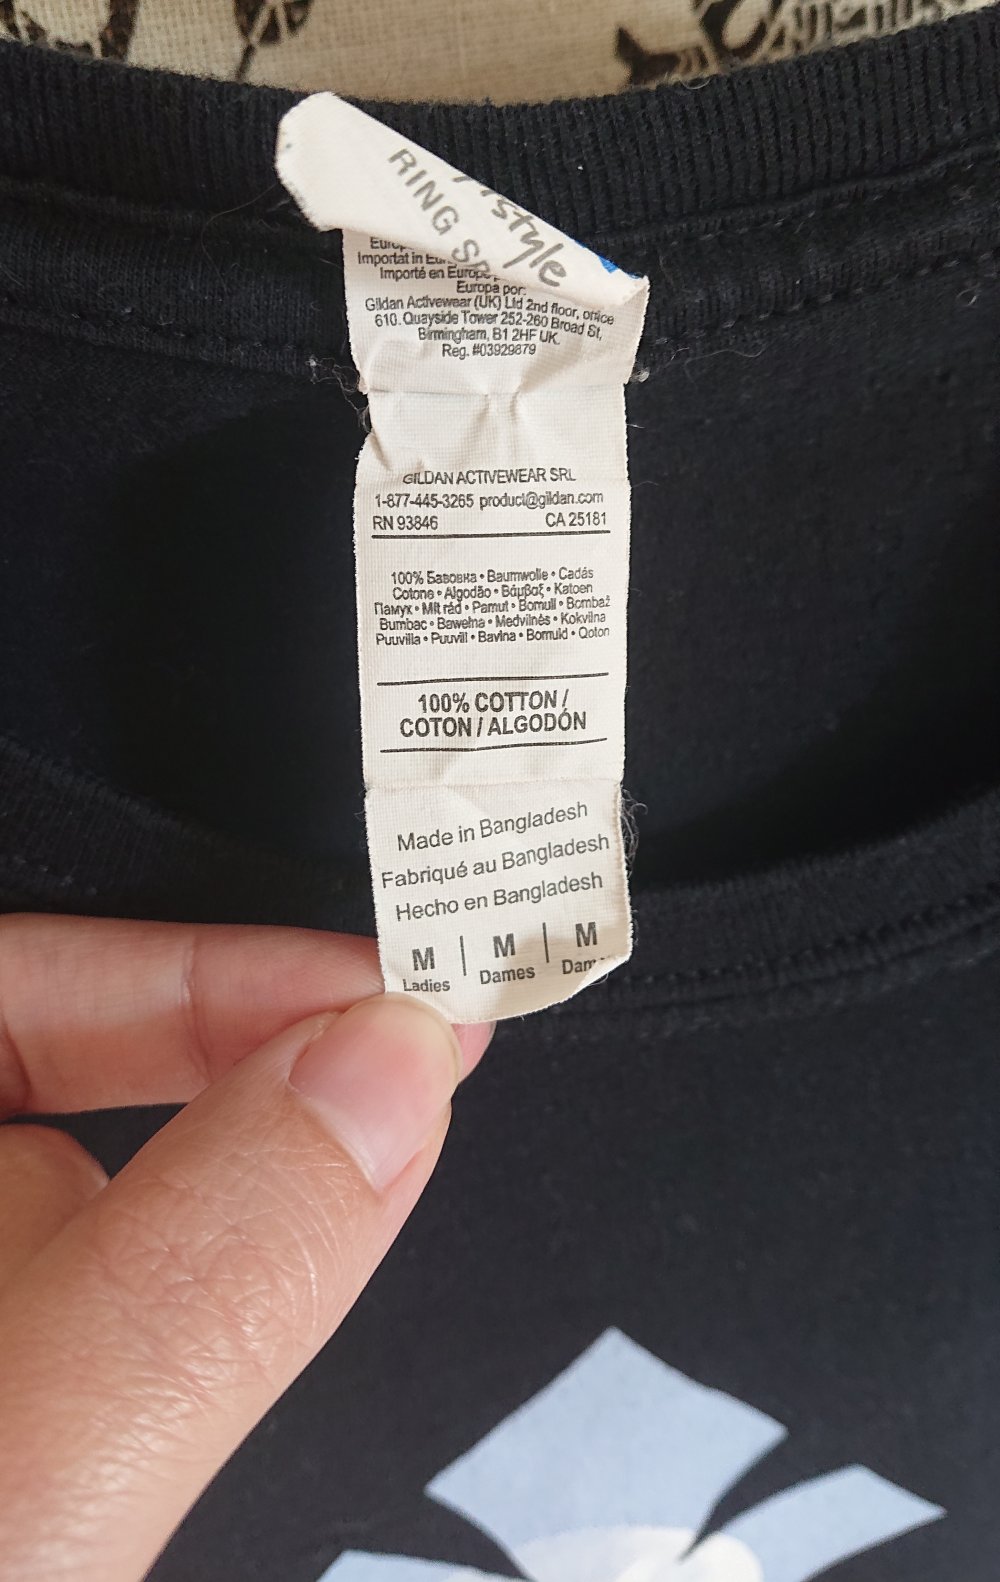 style
RING
Importat in
Importé en Europe
Europa por:
Gildan Activewear (UK) Ltd 2nd floor, office
610. Quayside Tower 252-260 Broad St,
Birmingham, B1 2HF UK.
Reg. #03929879
GILDAN ACTIVEWEAR SRL
1-877-445-3265 product@gildan.com
RN 93846 CA 25181
100% Бавовна • Baumwolle • Cadás
Cotone • Algodão • Βάμβαξ • Katoen
Памук • Mit rád • Pamut • Bomull • Bombaž
Bumbac • Bawełna • Medvilnės • Kokvilna
Puuvilla • Puuvill • Bavlna • Bomuld • Qoton
100% COTTON /
COTON / ALGODÓN
Made in Bangladesh
Fabriqué au Bangladesh
Hecho en Bangladesh
M | M | M
Ladies Dames